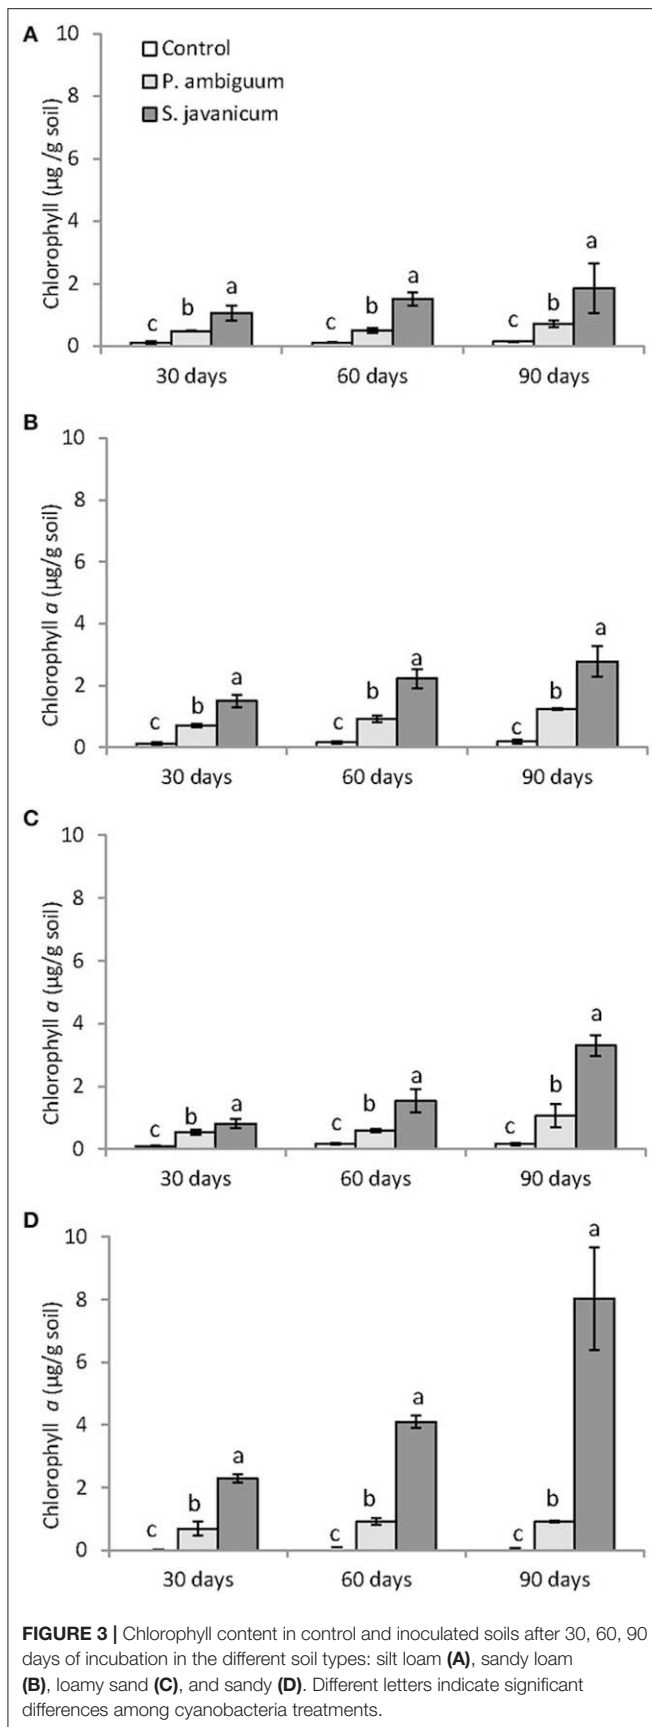 A
10
Control
P. ambiguum
8
S. javanicum
6
4
2
0
Chlorophyll (µg /g soil)
c b a
c b a
c b a
30 days 60 days 90 days
B
10
8
6
4
2
0
Chlorophyll a (µg/g soil)
c b a
c b a
c b a
30 days 60 days 90 days
C
10
8
6
4
2
0
Chlorophyll a (µg/g soil)
c b a
c b a
c b a
30 days 60 days 90 days
D
10
8
6
4
2
0
Chlorophyll a (µg/g soil)
c b a
c b a
c b a
30 days 60 days 90 days
FIGURE 3 | Chlorophyll content in control and inoculated soils after 30, 60, 90
days of incubation in the different soil types: silt loam (A), sandy loam
(B), loamy sand (C), and sandy (D). Different letters indicate significant
differences among cyanobacteria treatments.